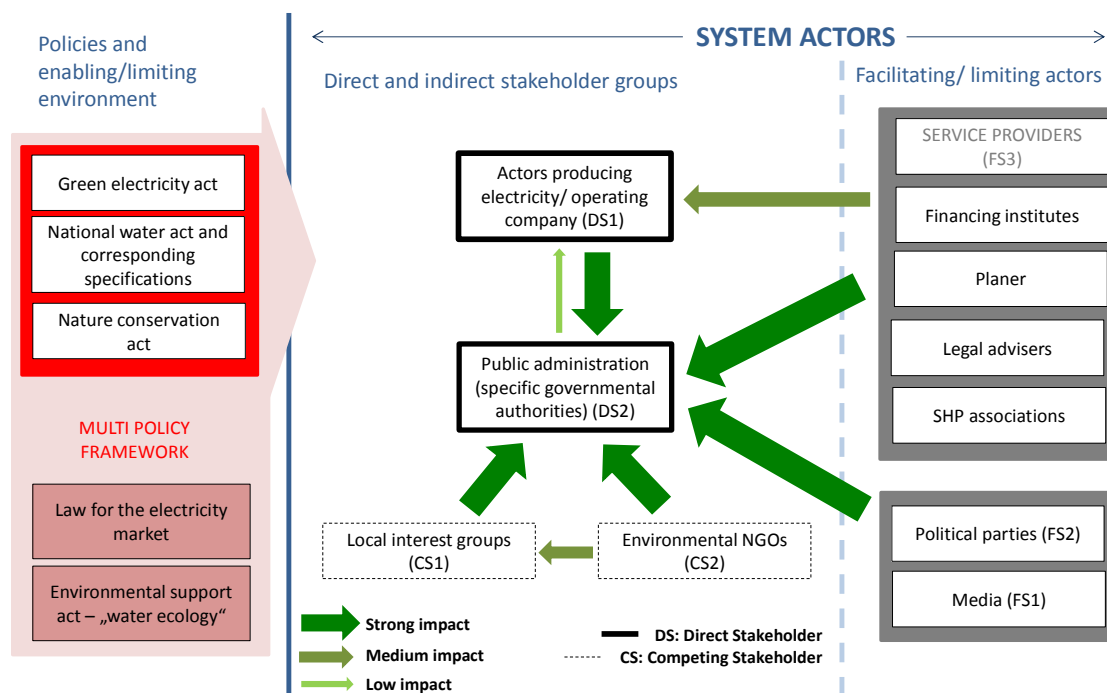 Policies and
enabling/limiting
environment
Green electricity act
National water act and
corresponding
specifications
Nature conservation
act
MULTI POLICY
FRAMEWORK
Law for the electricity
market
Environmental support
act – „water ecology“
SYSTEM ACTORS
Direct and indirect stakeholder groups
Facilitating/ limiting actors
Actors producing
electricity/ operating
company (DS1)
Public administration
(specific governmental
authorities) (DS2)
Local interest groups
(CS1)
Environmental NGOs
(CS2)
SERVICE PROVIDERS
(FS3)
Financing institutes
Planer
Legal advisers
SHP associations
Political parties (FS2)
Media (FS1)
Strong impact
Medium impact
Low impact
DS: Direct Stakeholder
CS: Competing Stakeholder